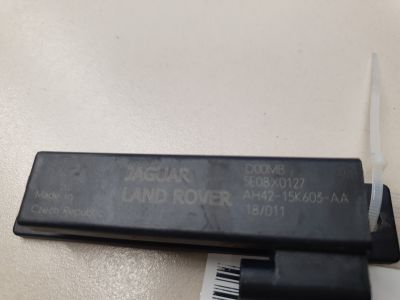 JAGUAR
LAND ROVER
Made in
Czech Republic
D00MB
5E08X0127
AH42-15K603-AA
18/011